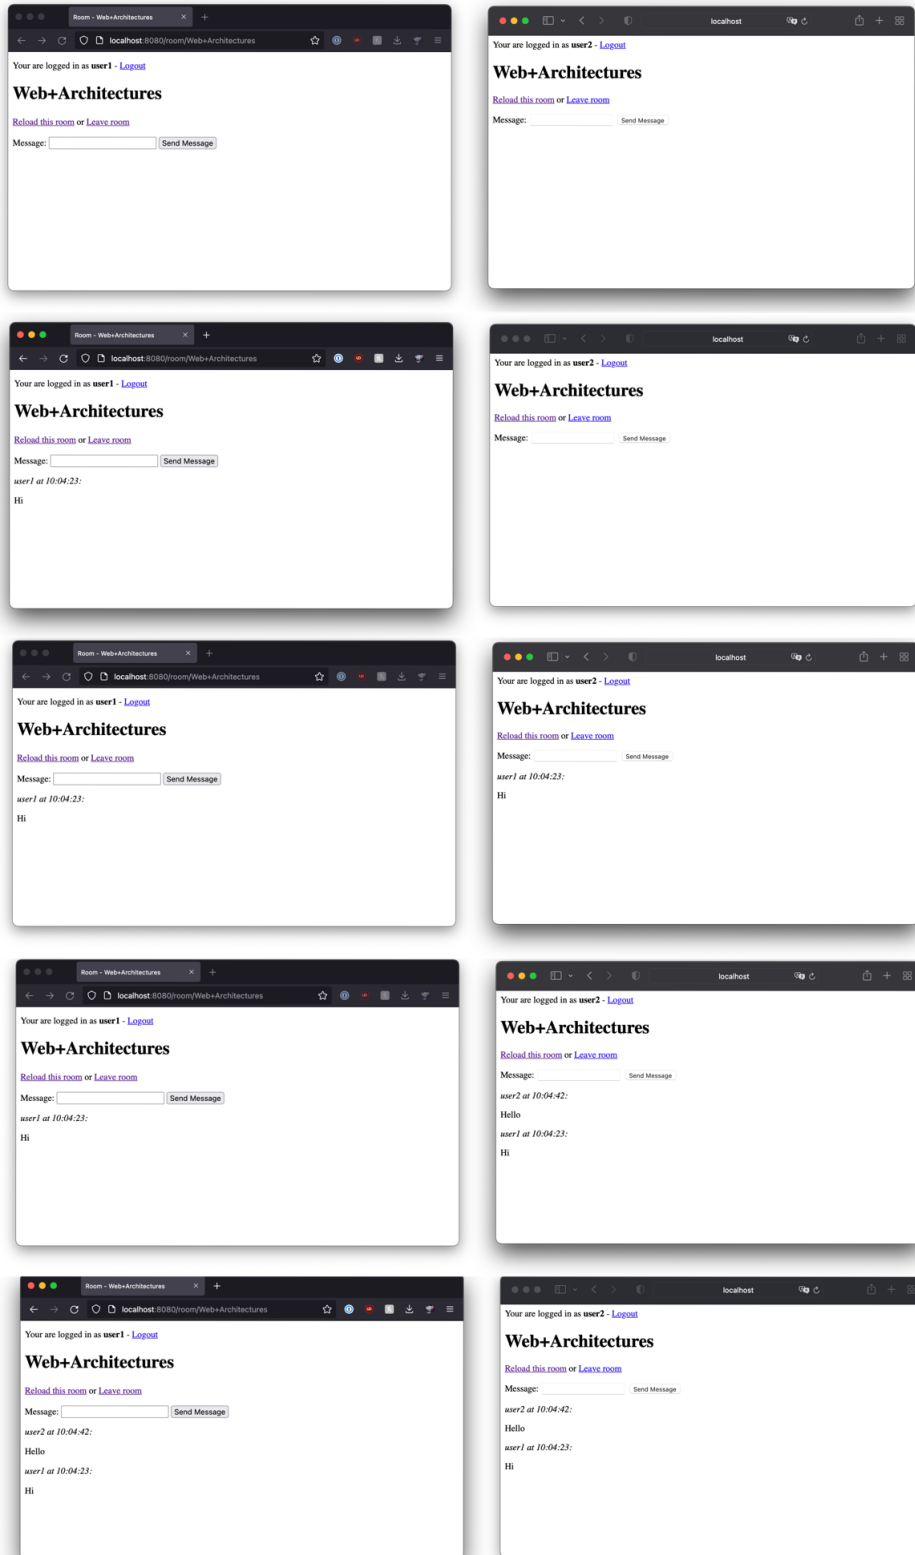 Room - Web+Architectures
localhost:8080/room/Web+Architectures
Your are logged in as user1 - Logout
Web+Architectures
Reload this room or Leave room
Message: Send Message
localhost
Your are logged in as user2 - Logout
Web+Architectures
Reload this room or Leave room
Message: Send Message
Room - Web+Architectures
localhost:8080/room/Web+Architectures
Your are logged in as user1 - Logout
Web+Architectures
Reload this room or Leave room
Message: Send Message
user1 at 10:04:23:
Hi
localhost
Your are logged in as user2 - Logout
Web+Architectures
Reload this room or Leave room
Message: Send Message
Room - Web+Architectures
localhost:8080/room/Web+Architectures
Your are logged in as user1 - Logout
Web+Architectures
Reload this room or Leave room
Message: Send Message
user1 at 10:04:23:
Hi
localhost
Your are logged in as user2 - Logout
Web+Architectures
Reload this room or Leave room
Message: Send Message
user1 at 10:04:23:
Hi
Room - Web+Architectures
localhost:8080/room/Web+Architectures
Your are logged in as user1 - Logout
Web+Architectures
Reload this room or Leave room
Message: Send Message
user1 at 10:04:23:
Hi
localhost
Your are logged in as user2 - Logout
Web+Architectures
Reload this room or Leave room
Message: Send Message
user2 at 10:04:42:
Hello
user1 at 10:04:23:
Hi
Room - Web+Architectures
localhost:8080/room/Web+Architectures
Your are logged in as user1 - Logout
Web+Architectures
Reload this room or Leave room
Message: Send Message
user2 at 10:04:42:
Hello
user1 at 10:04:23:
Hi
localhost
Your are logged in as user2 - Logout
Web+Architectures
Reload this room or Leave room
Message: Send Message
user2 at 10:04:42:
Hello
user1 at 10:04:23:
Hi